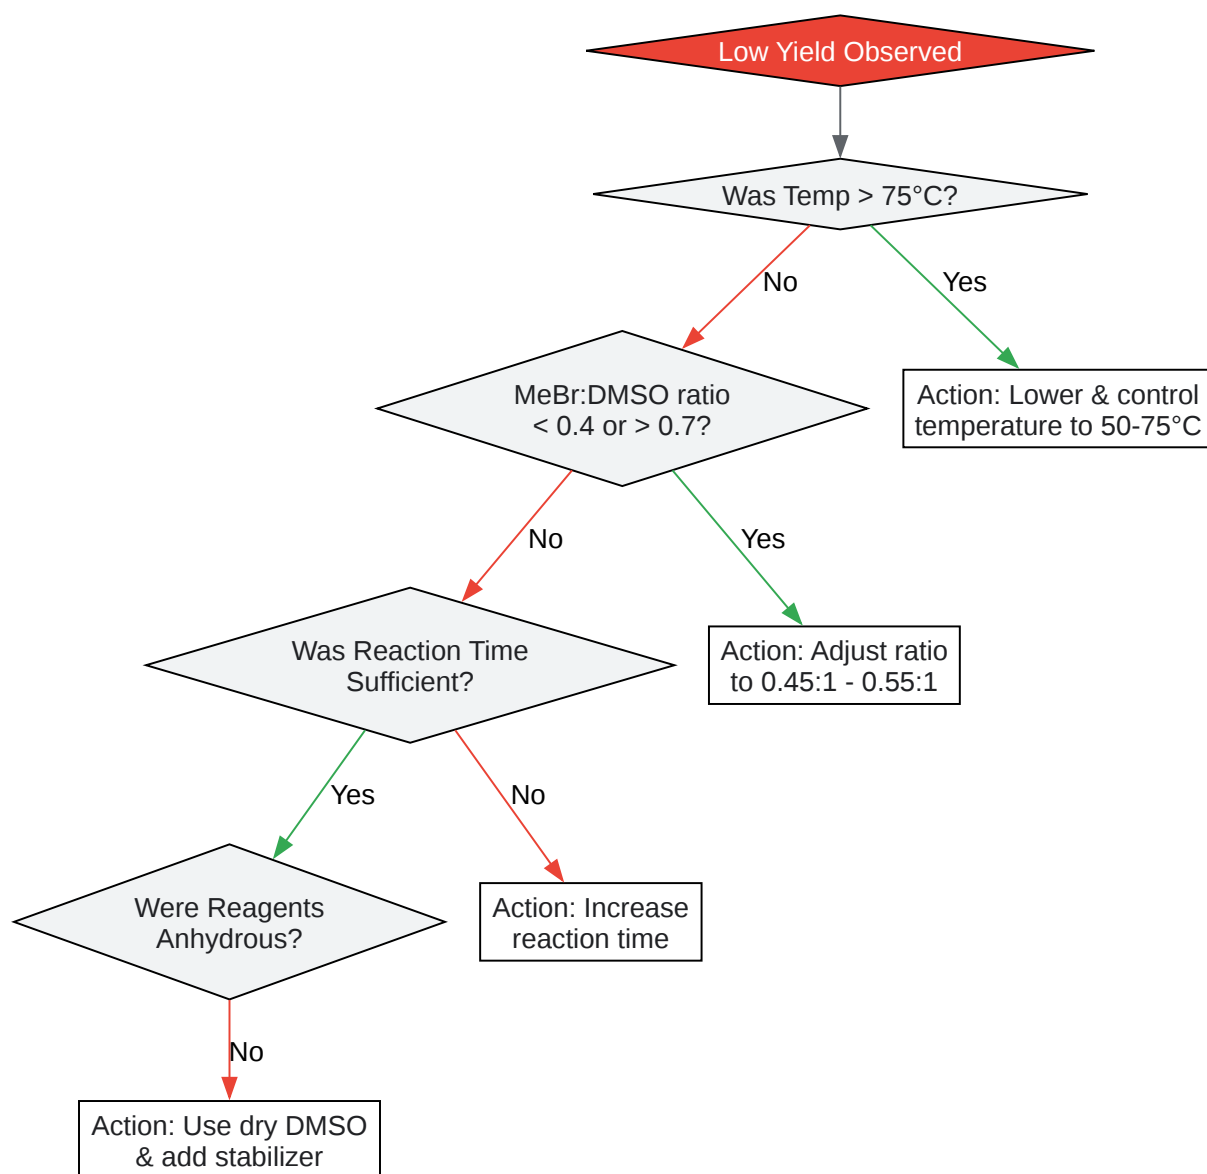 Low Yield Observed
Was Temp > 75°C?
No
Yes
MeBr:DMSO ratio
< 0.4 or > 0.7?
Action: Lower & control
temperature to 50-75°C
No
Yes
Was Reaction Time
Sufficient?
Action: Adjust ratio
to 0.45:1 - 0.55:1
Yes
No
Were Reagents
Anhydrous?
Action: Increase
reaction time
No
Action: Use dry DMSO
& add stabilizer